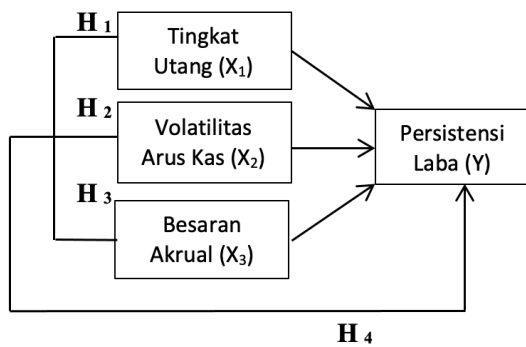 H 1
Tingkat
Utang (X₁)
H 2
Volatilitas
Arus Kas (X₂)
Persistensi
Laba (Y)
H 3
Besaran
Akrual (X₃)
H 4